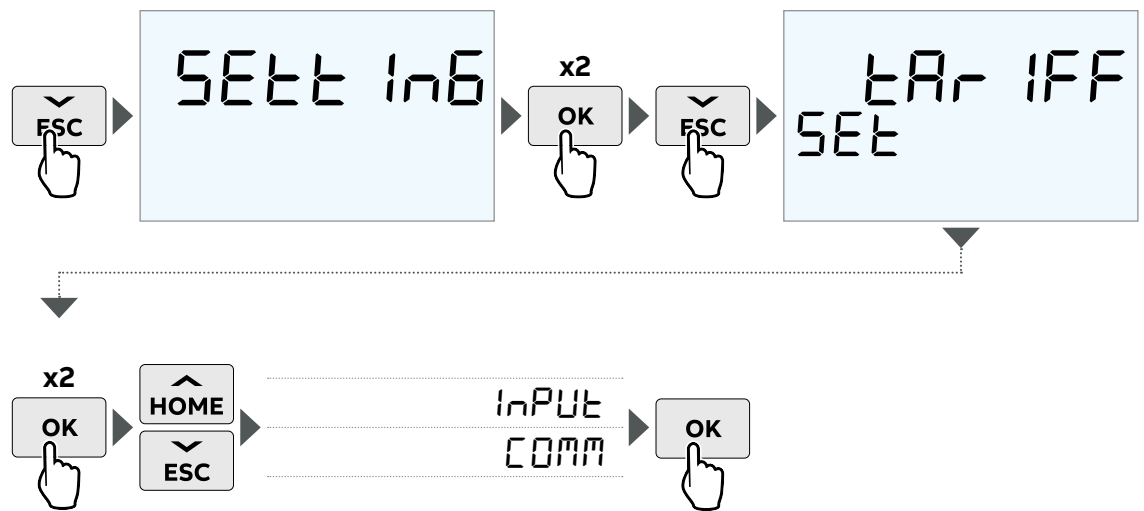 ESC
SEtt InG
x2
OK
ESC
tAr IFF
SEt
x2
OK
HOME
ESC
InPUt
COMM
OK